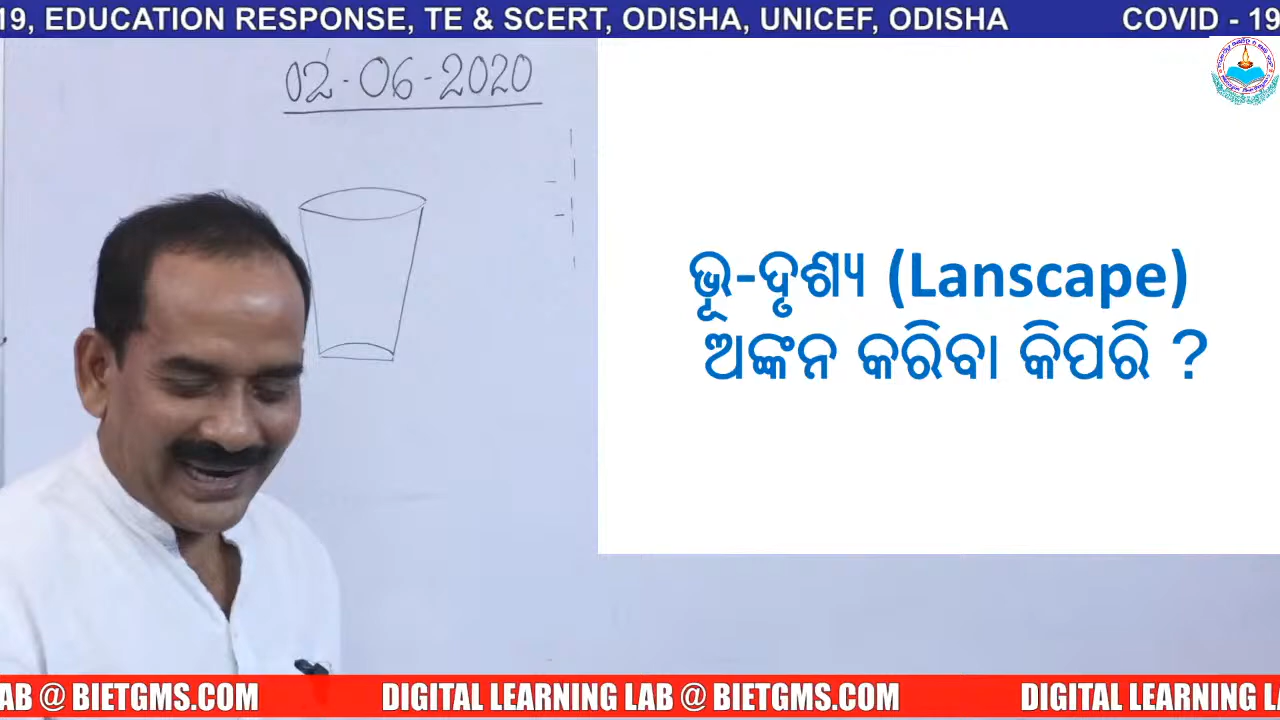 19, EDUCATION RESPONSE, TE & SCERT, ODISHA, UNICEF, ODISHA COVID - 19
02-06-2020
ଭୂ-ଦୃଶ୍ୟ (Lanscape)
ଅଙ୍କନ କରିବା କିପରି ?
LAB @ BIETGMS.COM DIGITAL LEARNING LAB @ BIETGMS.COM DIGITAL LEARNING